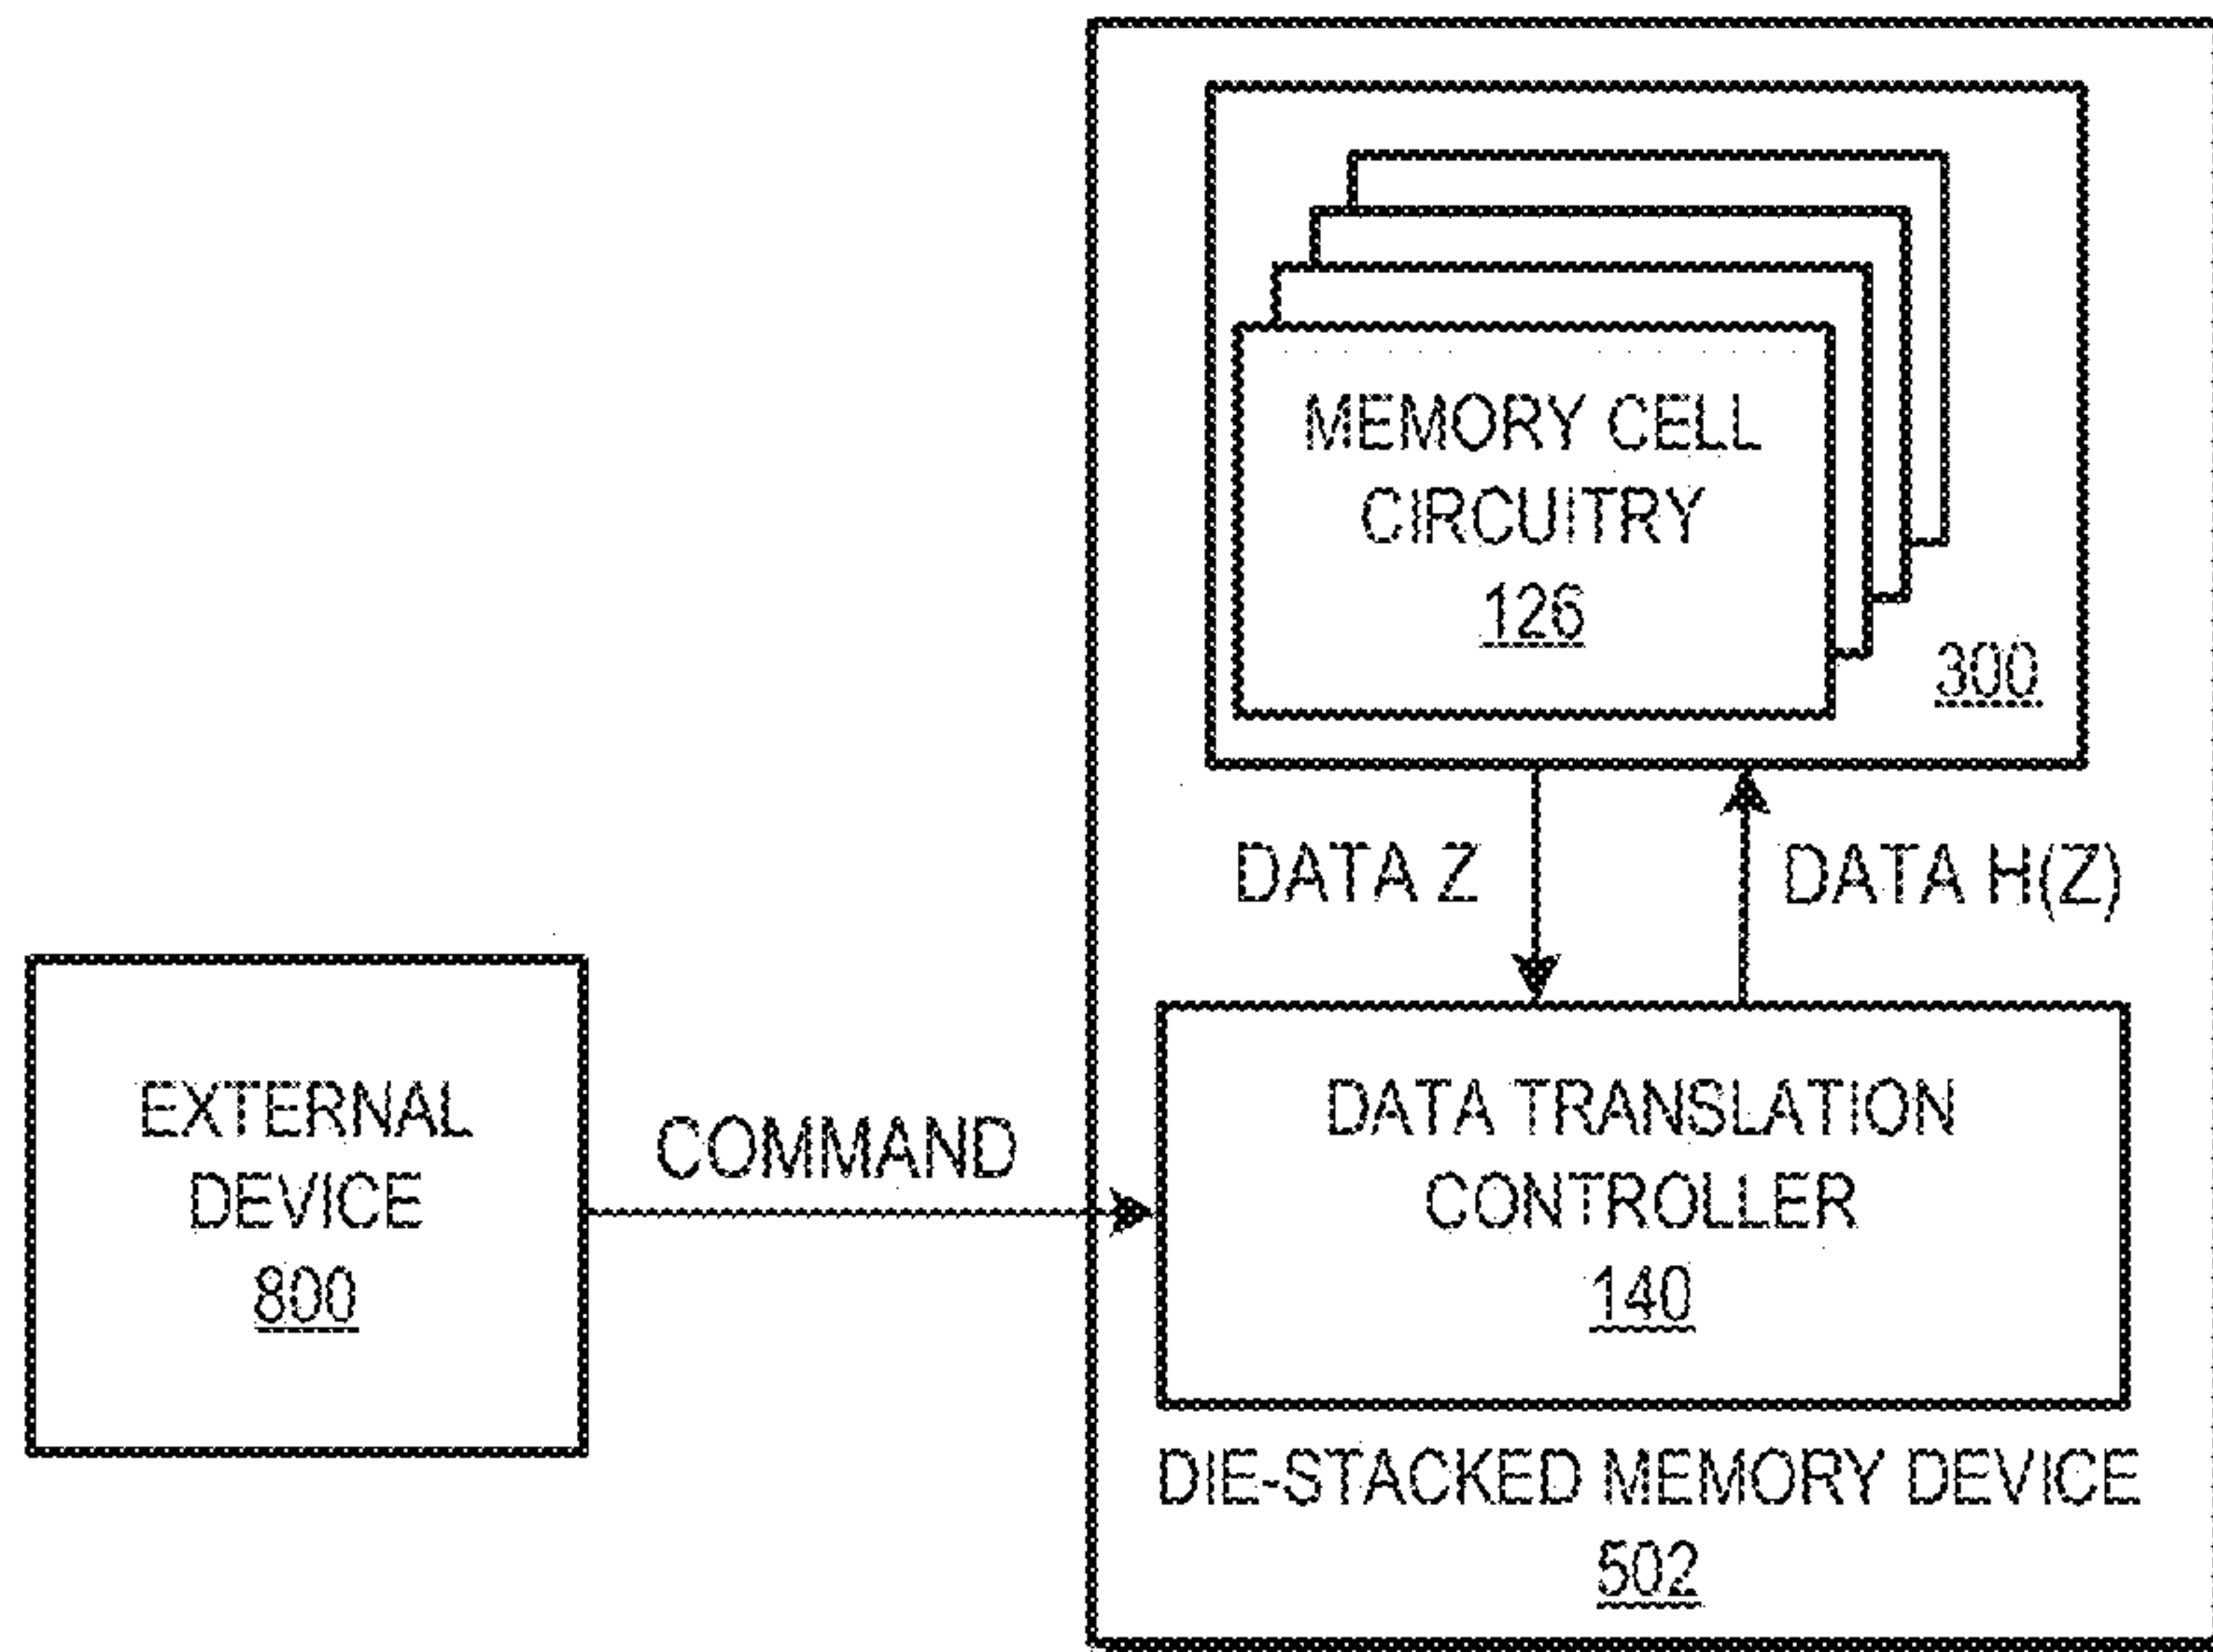 MEMORY CELL
CIRCUITRY
126
300
DATA Z
DATA H(Z)
EXTERNAL
DEVICE
800
COMMAND
DATA TRANSLATION
CONTROLLER
140
DIE-STACKED MEMORY DEVICE
502